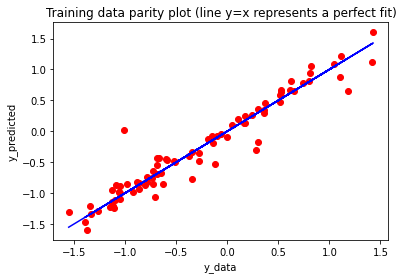 Training data parity plot (line y=x represents a perfect fit)
y_predicted
1.5
1.0
0.5
0.0
−0.5
−1.0
−1.5
−1.5 −1.0 −0.5 0.0 0.5 1.0 1.5
y_data